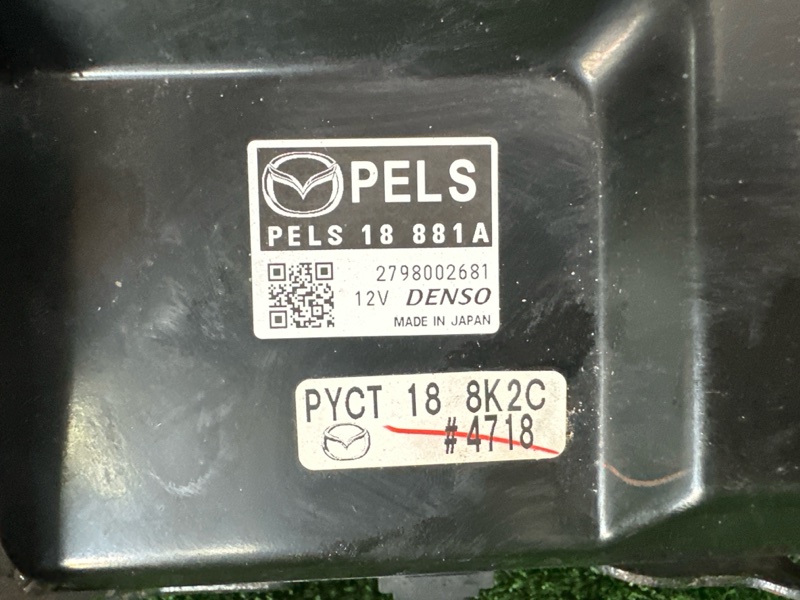 PELS
PELS 18 881A
2798002681
12V DENSO
MADE IN JAPAN
PYCT 18 8K2C
#4718